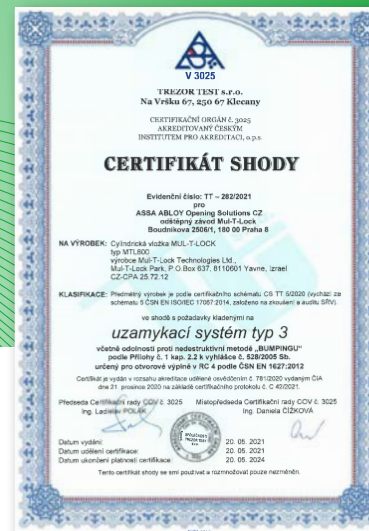 V 3025
TREZOR TEST s.r.o.
Na Vršku 67, 250 67 Klecany
CERTIFIKAČNÍ ORGÁN č. 3025
AKREDITOVANÝ ČESKÝM
INSTITUTEM PRO AKREDITACI, o.p.s.
CERTIFIKÁT SHODY
Evidenční číslo: TT – 282/2021
pro
ASSA ABLOY Opening Solutions CZ
odštěpný závod Mul-T-Lock
Boudníkova 2506/1, 180 00 Praha 8
NA VÝROBEK: Cylindrická vložka MUL-T-LOCK
typ MTL800
výrobce Mul-T-Lock Technologies Ltd.,
Mul-T-Lock Park, P.O.Box 637, 8110601 Yavne, Izrael
CZ-CPA 25.72.12
KLASIFIKACE: Předmětný výrobek je podle certifikačního schématu CS TT 5/2020 (vychází ze
schématu 5 ČSN EN ISO/IEC 17067:2014, založeno na zkoušení a auditu SŘV).
ve shodě s požadavky kladenými na
uzamykací systém typ 3
včetně odolnosti proti nedestruktivní metodě „BUMPINGU"
podle Přílohy č. 1 kap. 2.2 k vyhlášce č. 528/2005 Sb.
určený pro otvorové výplně v RC 4 podle ČSN EN 1627:2012
Certifikát je vydán v rozsahu akreditace udělené osvědčením č. 781/2020 vydaným ČIA
dne 21. prosince 2020 na základě certifikačního protokolu č. C 42/2021.
Předseda Certifikační rady COV č. 3025 Místopředseda Certifikační rady COV č. 3025
Ing. Ladislav POLÁK Ing. Daniela ČÍŽKOVÁ
SPOLEČNOST
TREZOR TEST
s.r.o.
Datum vydání: 20. 05. 2021
Datum udělení certifikace: 20. 05. 2021
Datum ukončení platnosti certifikace: 20. 05. 2024
Tento certifikát shody se smí používat a rozmnožovat pouze nezměněn.